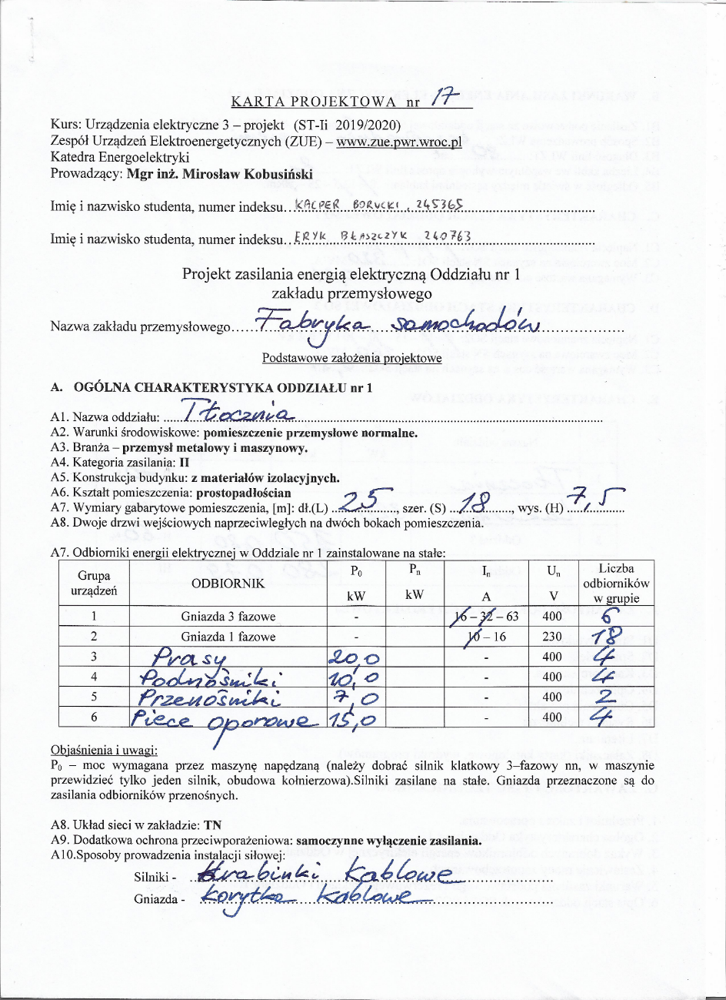 KARTA PROJEKTOWA nr 17
Kurs: Urządzenia elektryczne 3 – projekt (ST-Ii 2019/2020)
Zespół Urządzeń Elektroenergetycznych (ZUE) – www.zue.pwr.wroc.pl
Katedra Energoelektryki
Prowadzący: Mgr inż. Mirosław Kobusiński
Imię i nazwisko studenta, numer indeksu...KACPER BORUCKI, 245365
Imię i nazwisko studenta, numer indeksu...ERYK BŁASZCZYK 240763
Projekt zasilania energią elektryczną Oddziału nr 1
zakładu przemysłowego
Nazwa zakładu przemysłowego......Fabryka samochodów
Podstawowe założenia projektowe
A. OGÓLNA CHARAKTERYSTYKA ODDZIAŁU nr 1
A1. Nazwa oddziału: ......Tłocznia
A2. Warunki środowiskowe: pomieszczenie przemysłowe normalne.
A3. Branża – przemysł metalowy i maszynowy.
A4. Kategoria zasilania: II
A5. Konstrukcja budynku: z materiałów izolacyjnych.
A6. Kształt pomieszczenia: prostopadłościan
A7. Wymiary gabarytowe pomieszczenia, [m]: dł.(L) ..25.., szer. (S) ..18.., wys. (H) ..7,5..
A8. Dwoje drzwi wejściowych naprzeciwległych na dwóch bokach pomieszczenia.
A7. Odbiorniki energii elektrycznej w Oddziale nr 1 zainstalowane na stałe:
Grupa urządzeń ODBIORNIK P0 kW Pn kW In A Un V Liczba odbiorników w grupie
1 Gniazda 3 fazowe - 16 – 32 – 63 400 6
2 Gniazda 1 fazowe - 10 – 16 230 18
3 Prasy 20,0 - 400 4
4 Podnośniki 10,0 - 400 4
5 Przenośniki 7,0 - 400 2
6 Piece oporowe 15,0 - 400 4
Objaśnienia i uwagi:
P0 – moc wymagana przez maszynę napędzaną (należy dobrać silnik klatkowy 3–fazowy nn, w maszynie
przewidzieć tylko jeden silnik, obudowa kołnierzowa).Silniki zasilane na stałe. Gniazda przeznaczone są do
zasilania odbiorników przenośnych.
A8. Układ sieci w zakładzie: TN
A9. Dodatkowa ochrona przeciwporażeniowa: samoczynne wyłączenie zasilania.
A10.Sposoby prowadzenia instalacji siłowej:
Silniki - Drabinki kablowe
Gniazda - korytka kablowe